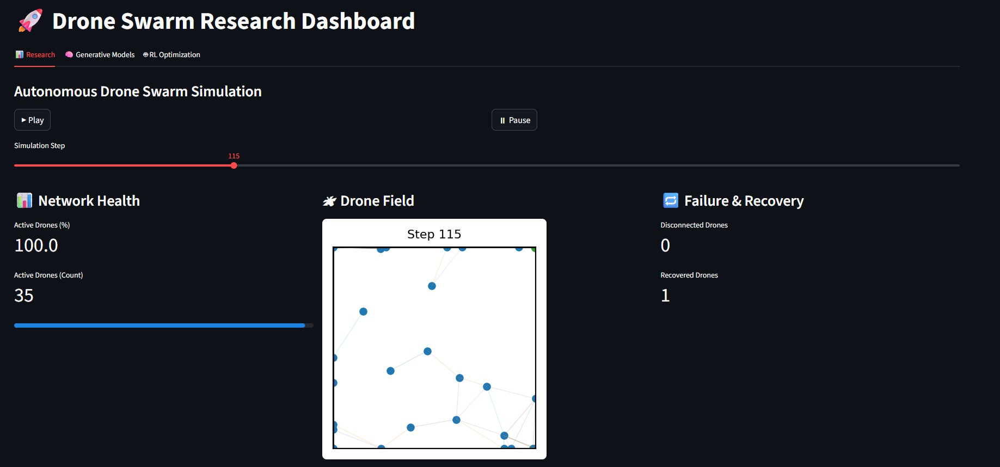 Drone Swarm Research Dashboard
Research Generative Models RL Optimization
Autonomous Drone Swarm Simulation
Play
Pause
Simulation Step
115
Network Health
Active Drones (%)
100.0
Active Drones (Count)
35
Drone Field
Step 115
Failure & Recovery
Disconnected Drones
0
Recovered Drones
1